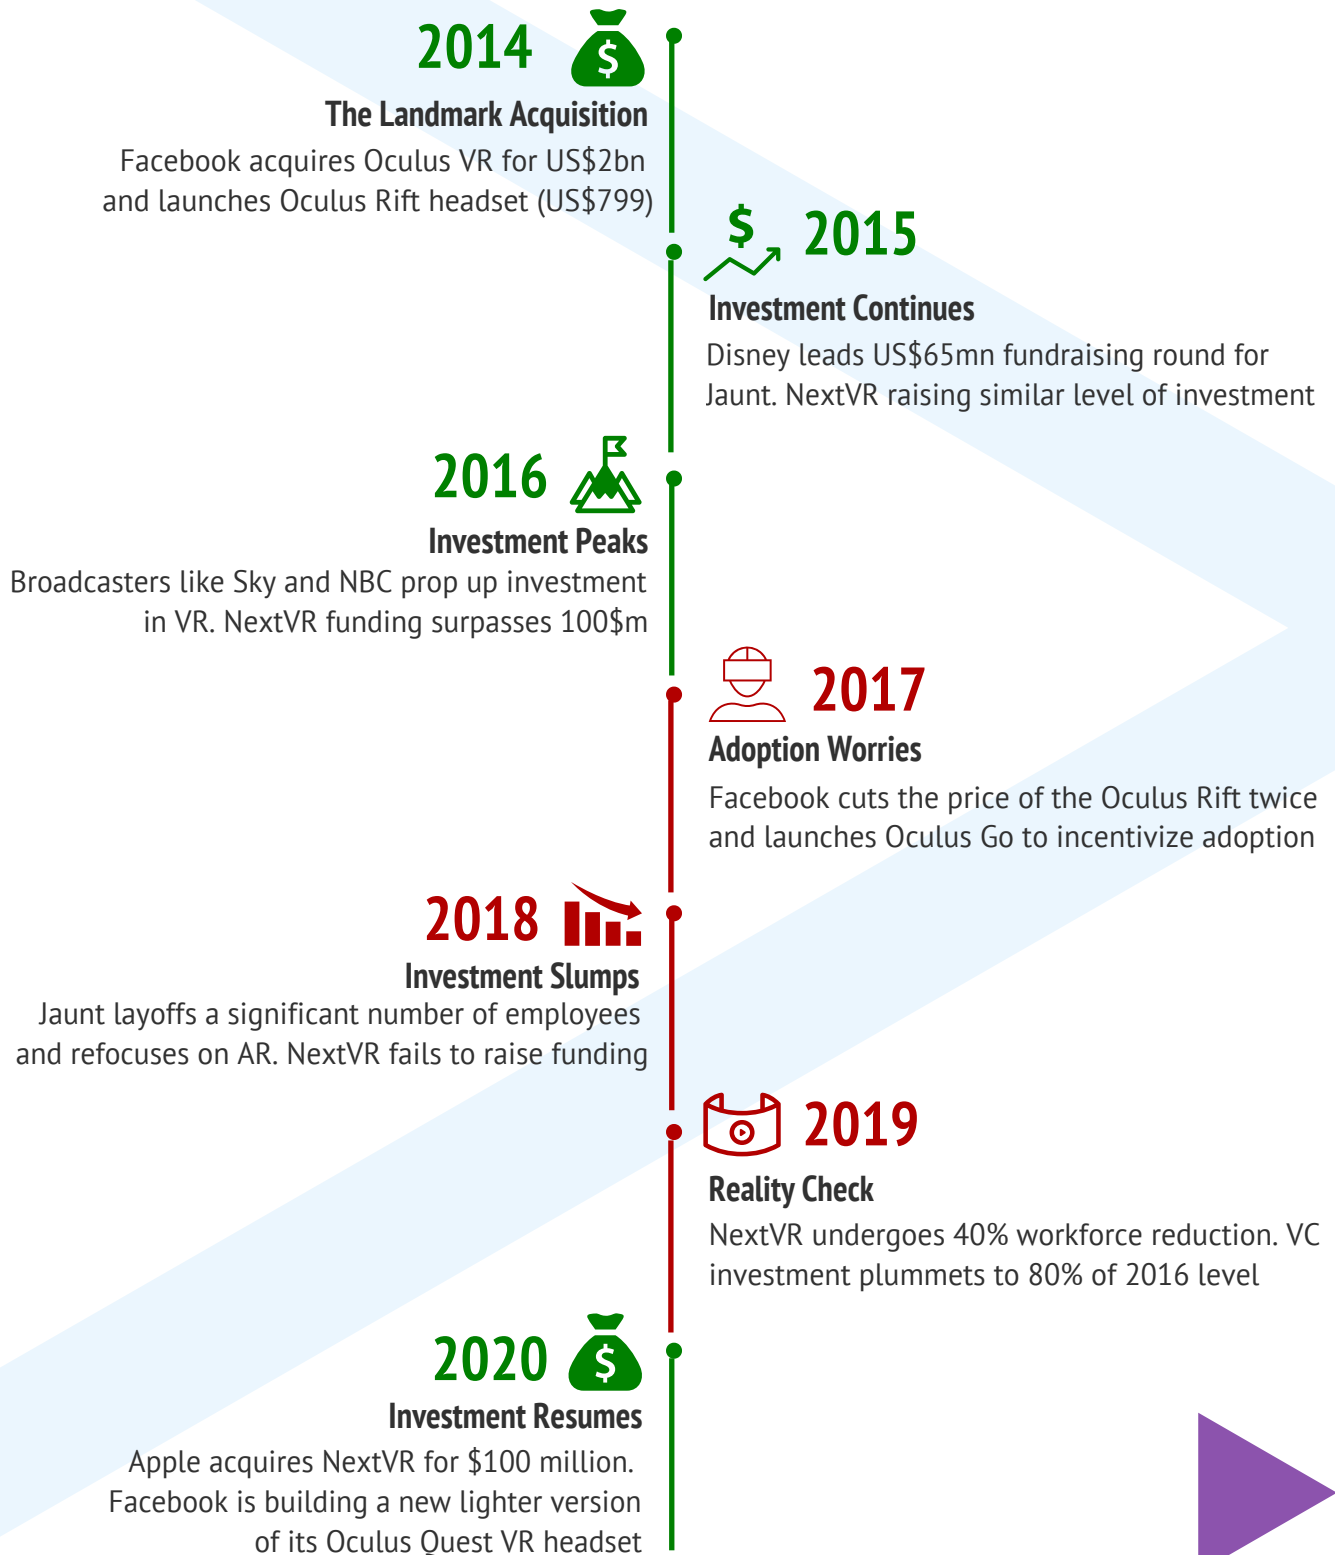 2014
The Landmark Acquisition
Facebook acquires Oculus VR for US$2bn
and launches Oculus Rift headset (US$799)
2015
Investment Continues
Disney leads US$65mn fundraising round for
Jaunt. NextVR raising similar level of investment
2016
Investment Peaks
Broadcasters like Sky and NBC prop up investment
in VR. NextVR funding surpasses 100$m
2017
Adoption Worries
Facebook cuts the price of the Oculus Rift twice
and launches Oculus Go to incentivize adoption
2018
Investment Slumps
Jaunt layoffs a significant number of employees
and refocuses on AR. NextVR fails to raise funding
2019
Reality Check
NextVR undergoes 40% workforce reduction. VC
investment plummets to 80% of 2016 level
2020
Investment Resumes
Apple acquires NextVR for $100 million.
Facebook is building a new lighter version
of its Oculus Quest VR headset